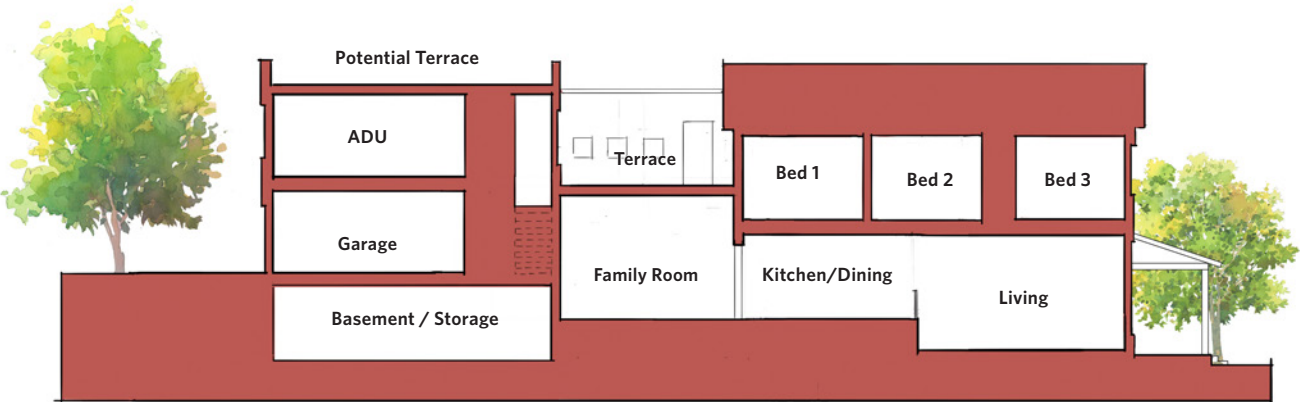 Potential Terrace
ADU
Terrace
Bed 1
Bed 2
Bed 3
Garage
Family Room
Kitchen/Dining
Living
Basement / Storage